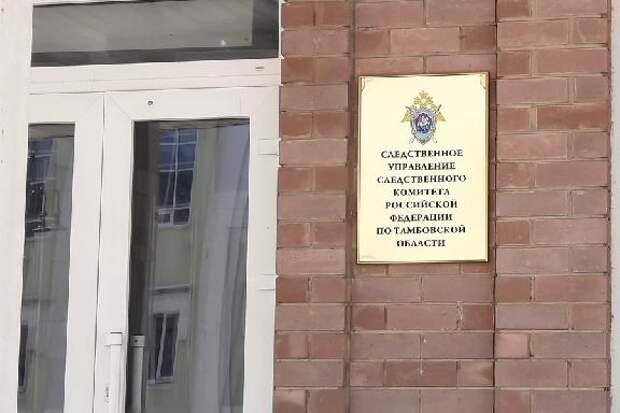 СЛЕДСТВЕННОЕ
УПРАВЛЕНИЕ
СЛЕДСТВЕННОГО
КОМИТЕТА
РОССИЙСКОЙ
ФЕДЕРАЦИИ
ПО ТАМБОВСКОЙ
ОБЛАСТИ